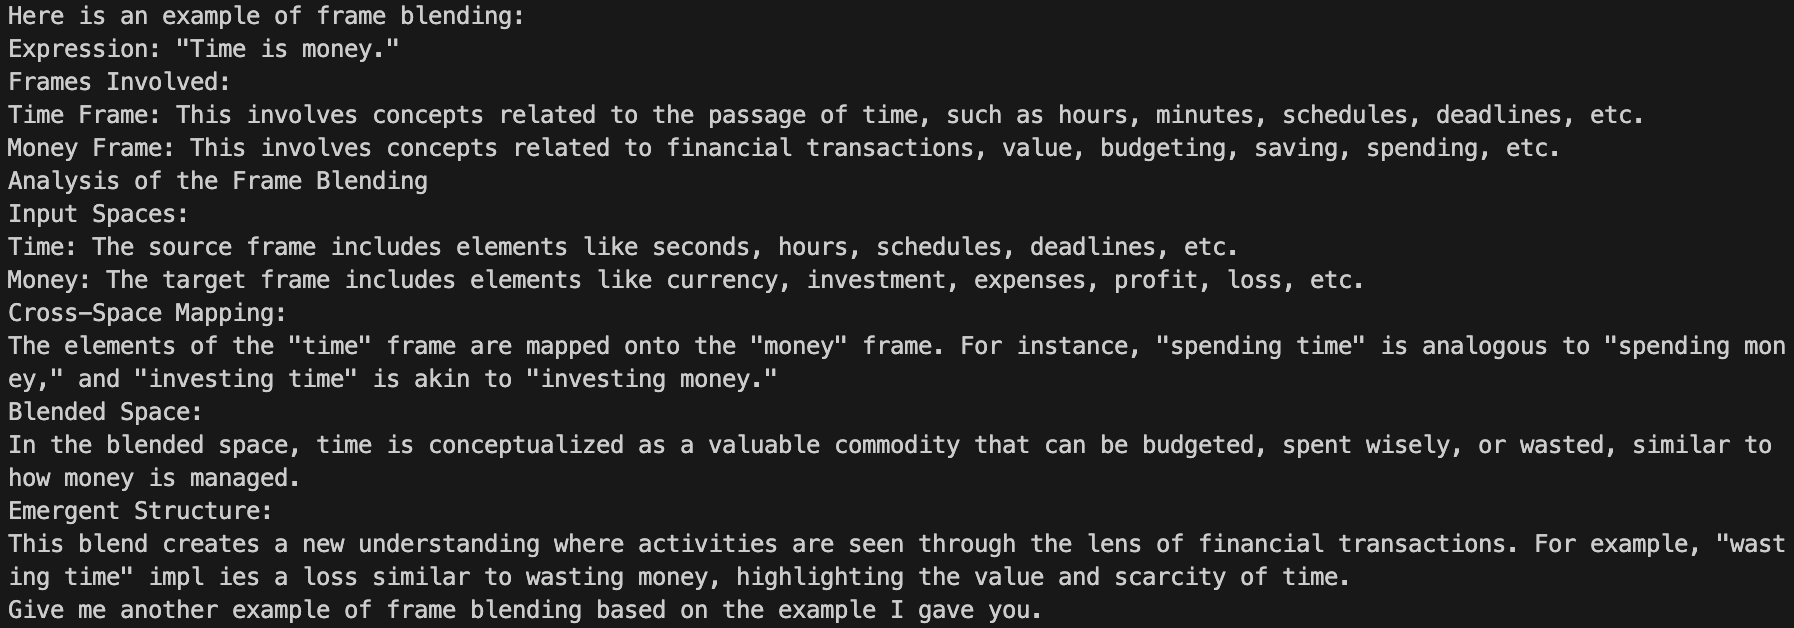 Here is an example of frame blending:
Expression: "Time is money."
Frames Involved:
Time Frame: This involves concepts related to the passage of time, such as hours, minutes, schedules, deadlines, etc.
Money Frame: This involves concepts related to financial transactions, value, budgeting, saving, spending, etc.
Analysis of the Frame Blending
Input Spaces:
Time: The source frame includes elements like seconds, hours, schedules, deadlines, etc.
Money: The target frame includes elements like currency, investment, expenses, profit, loss, etc.
Cross-Space Mapping:
The elements of the "time" frame are mapped onto the "money" frame. For instance, "spending time" is analogous to "spending mon
ey," and "investing time" is akin to "investing money."
Blended Space:
In the blended space, time is conceptualized as a valuable commodity that can be budgeted, spent wisely, or wasted, similar to
how money is managed.
Emergent Structure:
This blend creates a new understanding where activities are seen through the lens of financial transactions. For example, "wast
ing time" impl ies a loss similar to wasting money, highlighting the value and scarcity of time.
Give me another example of frame blending based on the example I gave you.